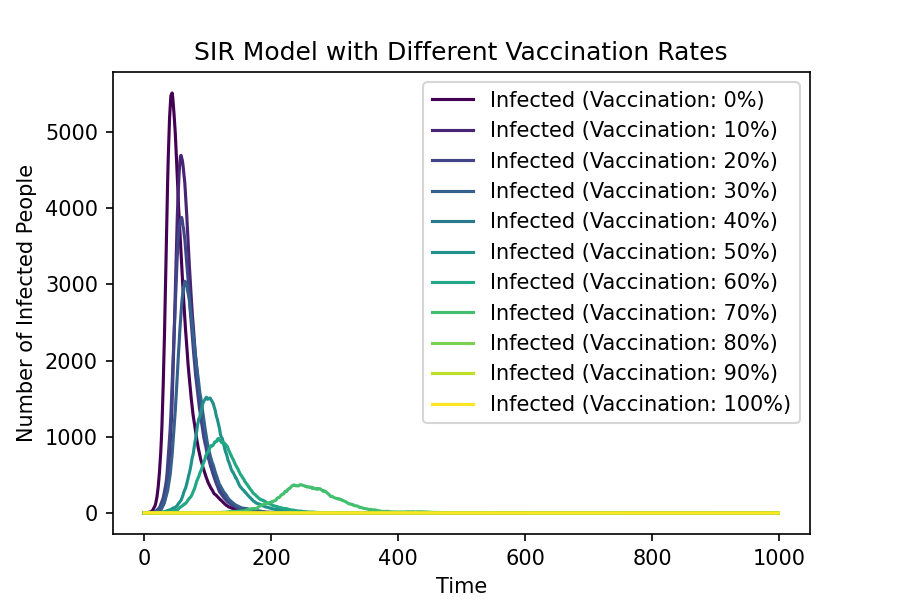 SIR Model with Different Vaccination Rates
Number of Infected People
5000
4000
3000
2000
1000
0
Infected (Vaccination: 0%)
Infected (Vaccination: 10%)
Infected (Vaccination: 20%)
Infected (Vaccination: 30%)
Infected (Vaccination: 40%)
Infected (Vaccination: 50%)
Infected (Vaccination: 60%)
Infected (Vaccination: 70%)
Infected (Vaccination: 80%)
Infected (Vaccination: 90%)
Infected (Vaccination: 100%)
0 200 400 600 800 1000
Time